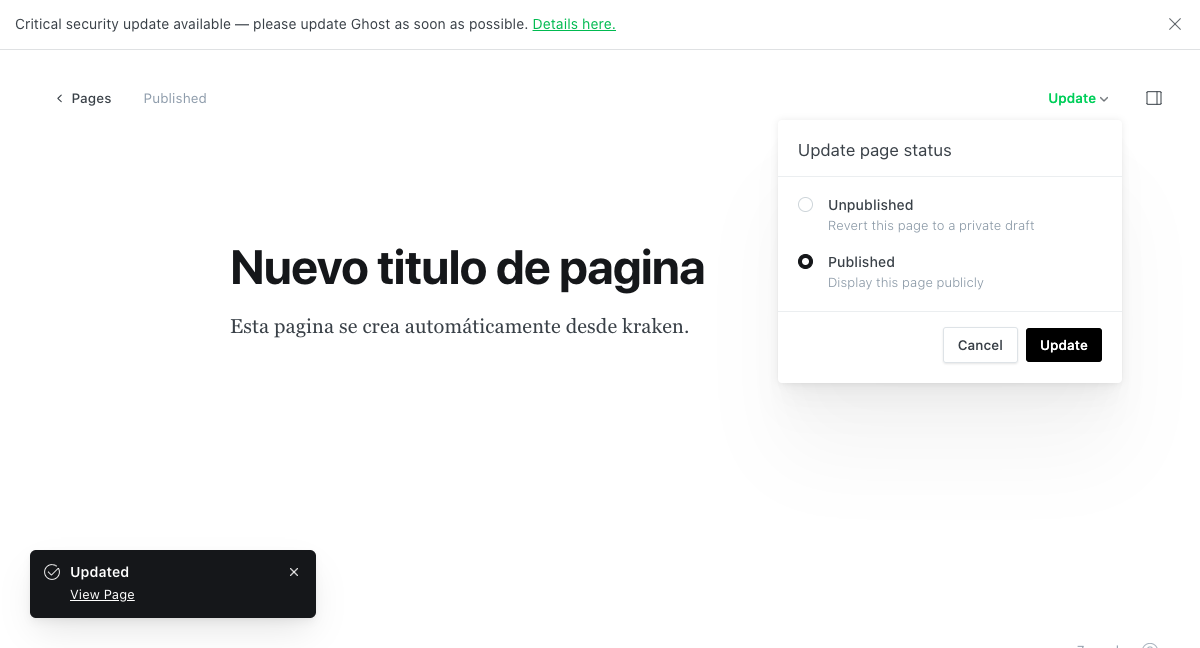 Critical security update available — please update Ghost as soon as possible. Details here.
Pages
Published
Update
Update page status
Unpublished
Revert this page to a private draft
Published
Display this page publicly
Cancel
Update
Nuevo titulo de pagina
Esta pagina se crea automáticamente desde kraken.
Updated
View Page